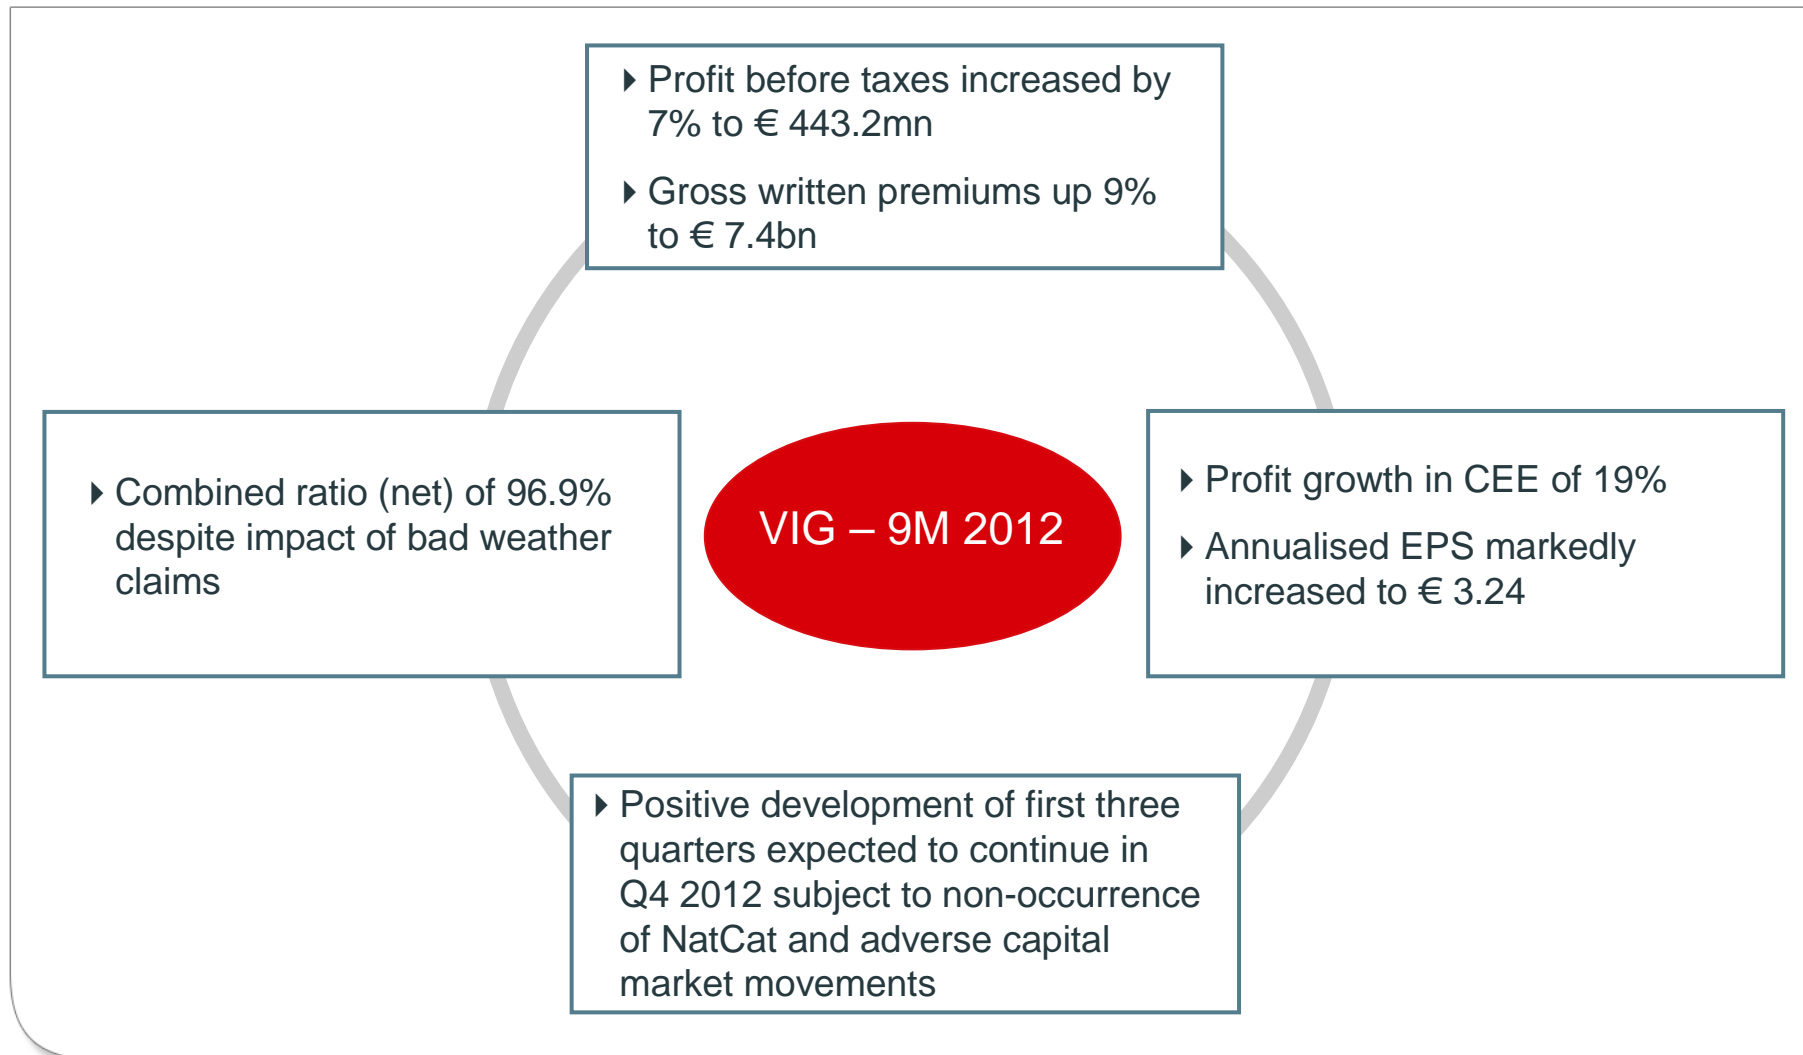 Profit before taxes increased by
7% to € 443.2mn
Gross written premiums up 9%
to € 7.4bn
Combined ratio (net) of 96.9%
despite impact of bad weather
claims
VIG – 9M 2012
Profit growth in CEE of 19%
Annualised EPS markedly
increased to € 3.24
Positive development of first three
quarters expected to continue in
Q4 2012 subject to non-occurrence
of NatCat and adverse capital
market movements